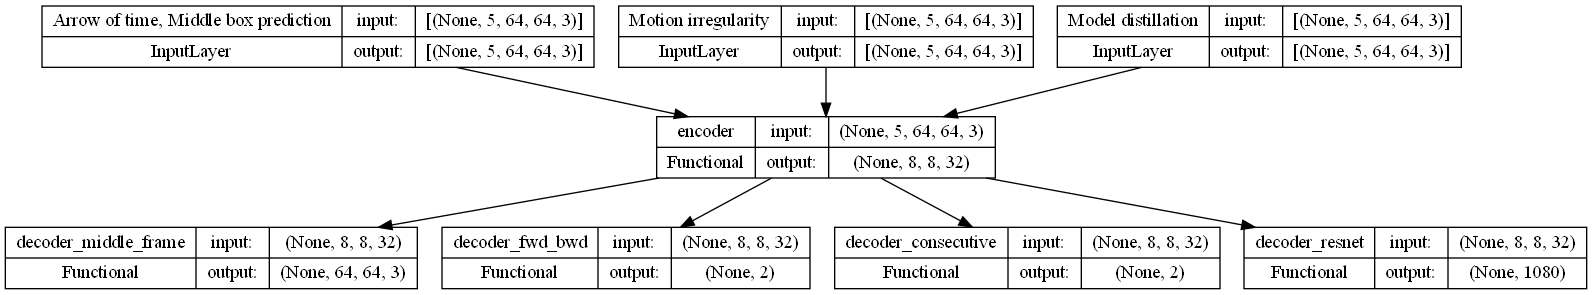 Arrow of time, Middle box prediction input: [(None, 5, 64, 64, 3)]
InputLayer output: [(None, 5, 64, 64, 3)]
Motion irregularity input: [(None, 5, 64, 64, 3)]
InputLayer output: [(None, 5, 64, 64, 3)]
Model distillation input: [(None, 5, 64, 64, 3)]
InputLayer output: [(None, 5, 64, 64, 3)]
encoder input: (None, 5, 64, 64, 3)
Functional output: (None, 8, 8, 32)
decoder_middle_frame input: (None, 8, 8, 32)
Functional output: (None, 64, 64, 3)
decoder_fwd_bwd input: (None, 8, 8, 32)
Functional output: (None, 2)
decoder_consecutive input: (None, 8, 8, 32)
Functional output: (None, 2)
decoder_resnet input: (None, 8, 8, 32)
Functional output: (None, 1080)